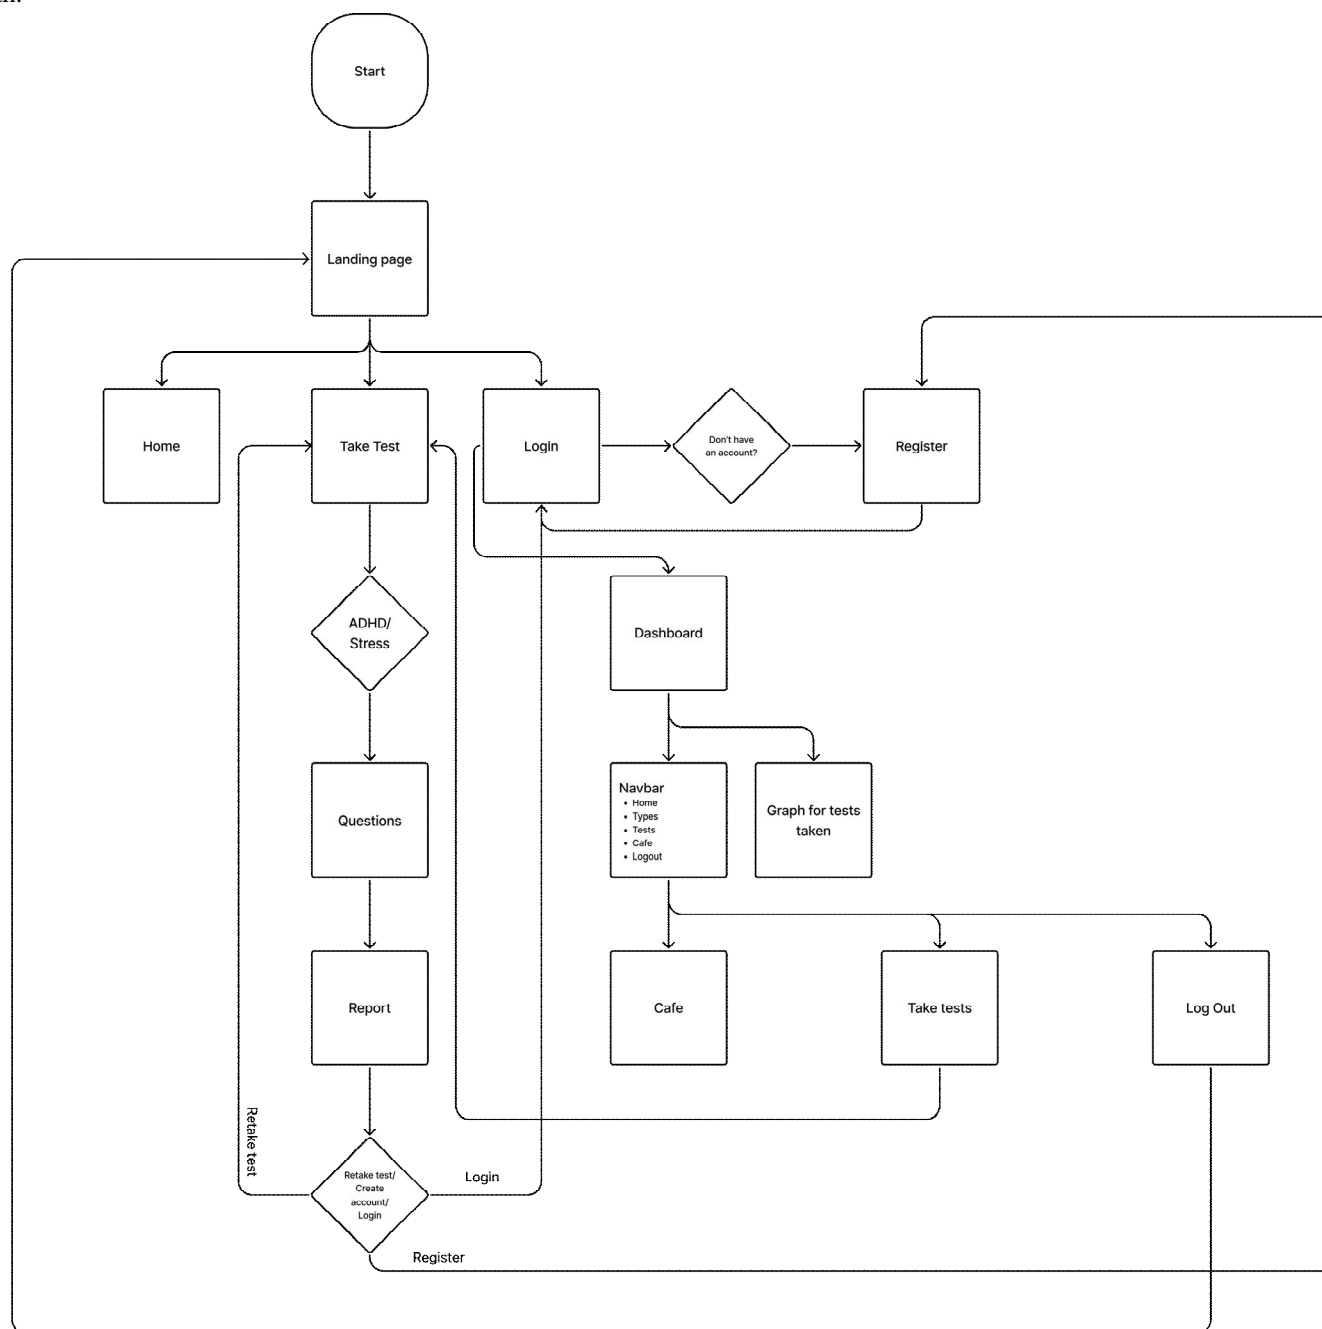 Start
Landing page
Home
Take Test
Login
Don't have
an account?
Register
ADHD/
Stress
Dashboard
Questions
Navbar
• Home
• Types
• Tests
• Cafe
• Logout
Graph for tests
taken
Report
Cafe
Take tests
Log Out
Retake test
Retake test/
Create
account/
Login
Login
Register